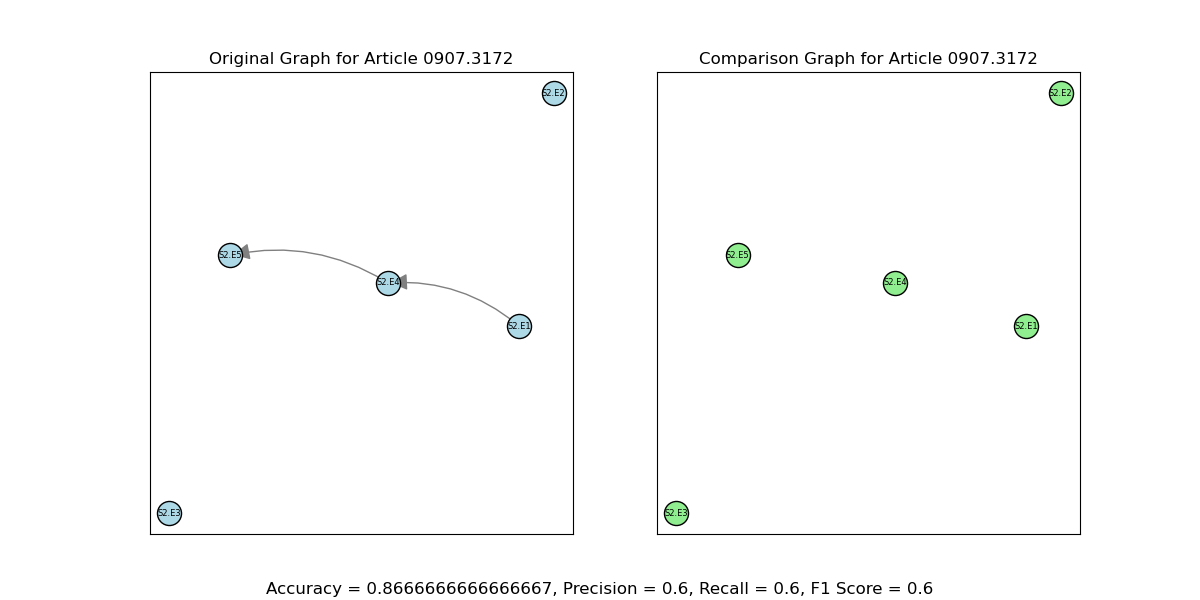 Original Graph for Article 0907.3172
Comparison Graph for Article 0907.3172
S2.E2
S2.E2
S2.E5
S2.E5
S2.E4
S2.E4
S2.E1
S2.E1
S2.E3
S2.E3
Accuracy = 0.8666666666666667, Precision = 0.6, Recall = 0.6, F1 Score = 0.6